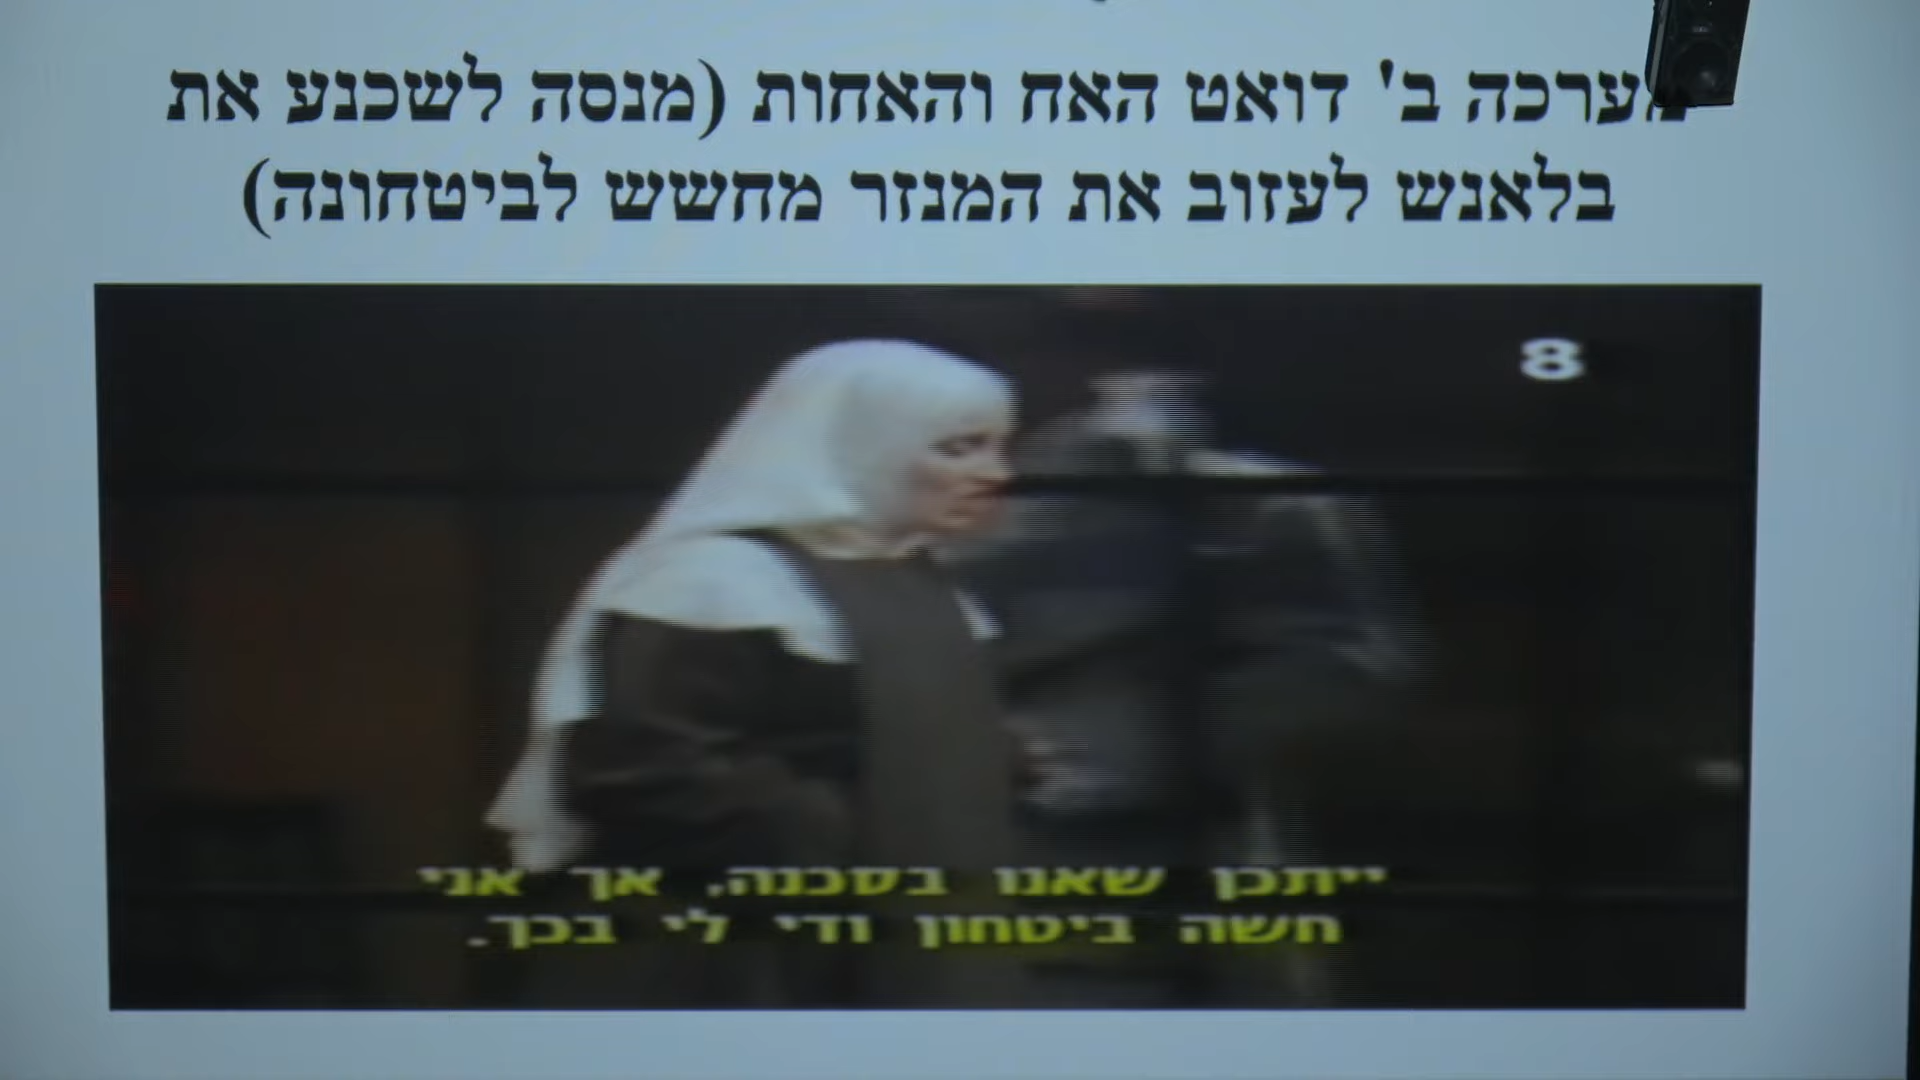 מערכה ב' דואט האח והאחות (מנסה לשכנע את
בלאנש לעזוב את המנזר מחשש לביטחונה)
8
ייתכן שאנו בסכנה, אך אני
חשה ביטחון ודי לי בכך.